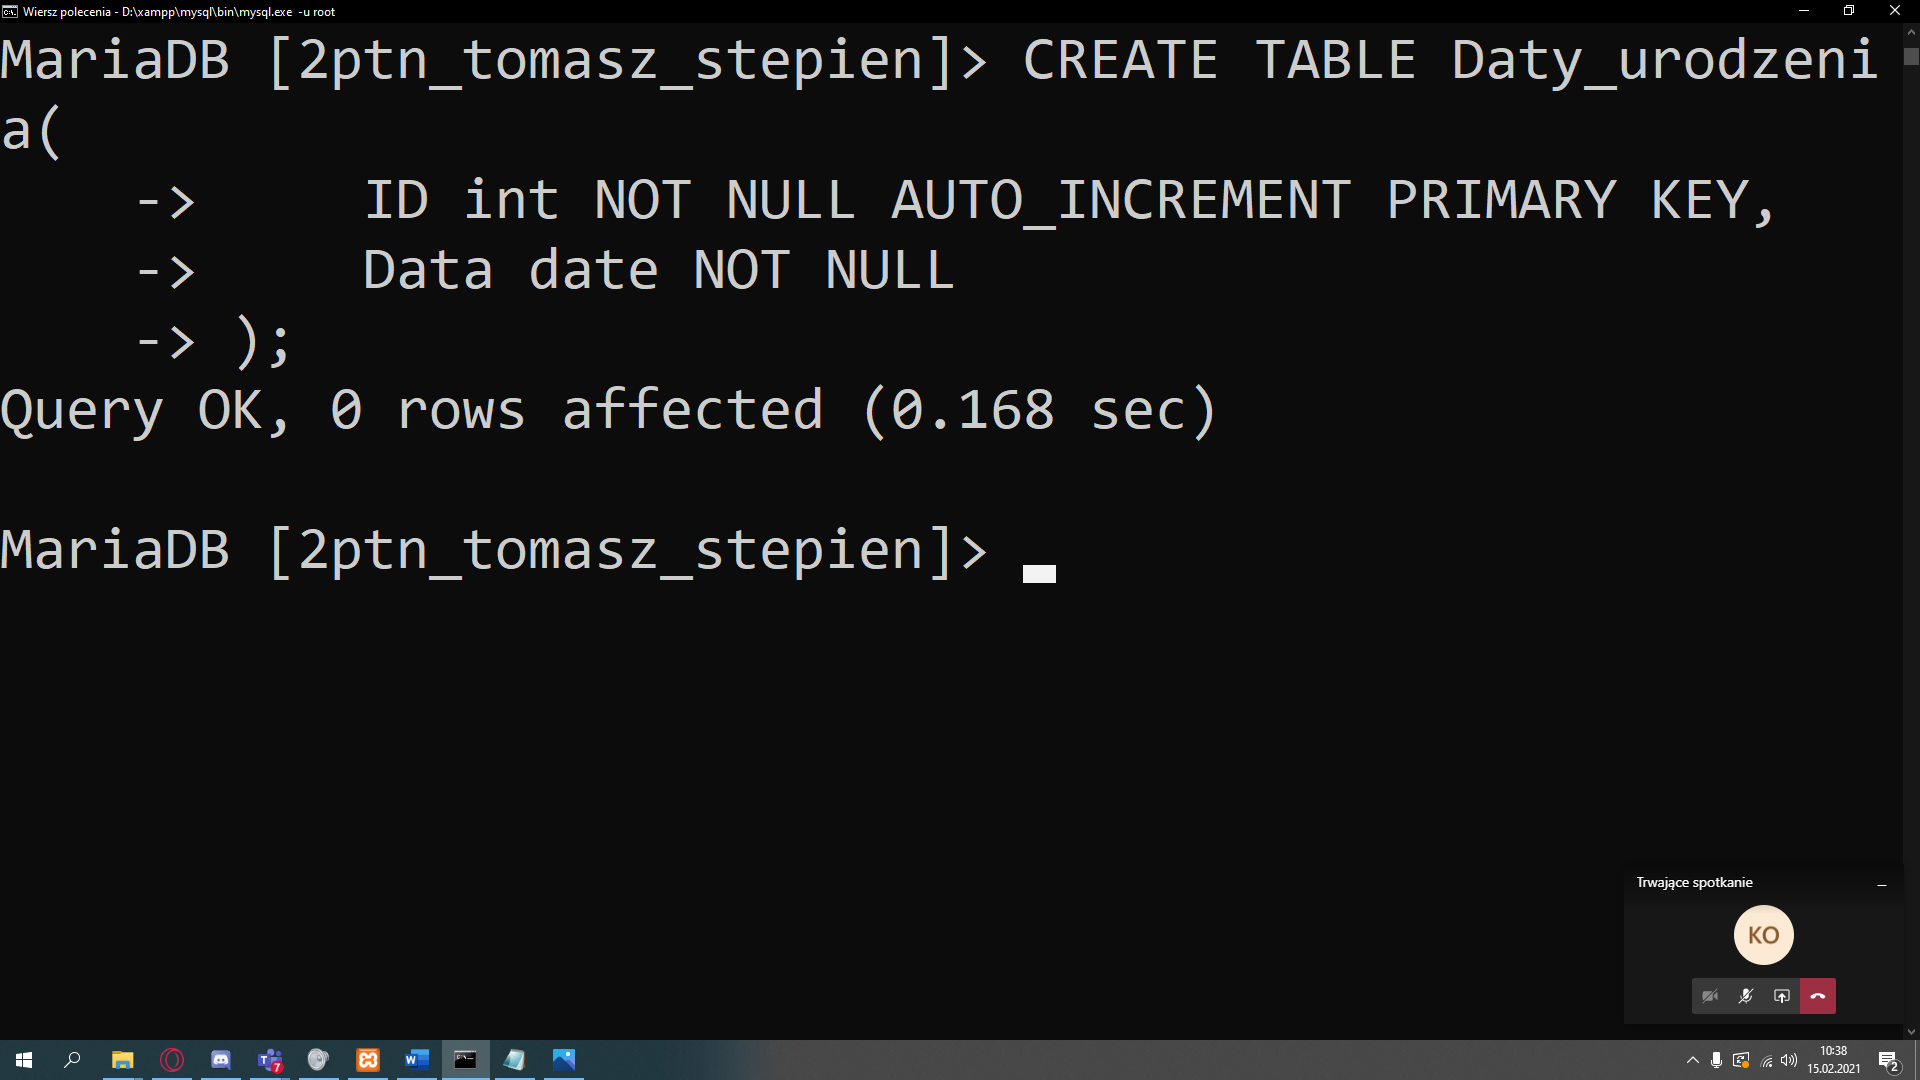 Wiersz polecenia - D:\xampp\mysql\bin\mysql.exe -u root
MariaDB [2ptn_tomasz_stepien]> CREATE TABLE Daty_urodzeni
a(
    ->     ID int NOT NULL AUTO_INCREMENT PRIMARY KEY,
    ->     Data date NOT NULL
    -> );
Query OK, 0 rows affected (0.168 sec)
MariaDB [2ptn_tomasz_stepien]>
Trwające spotkanie
KO
7
10:38
15.02.2021
2